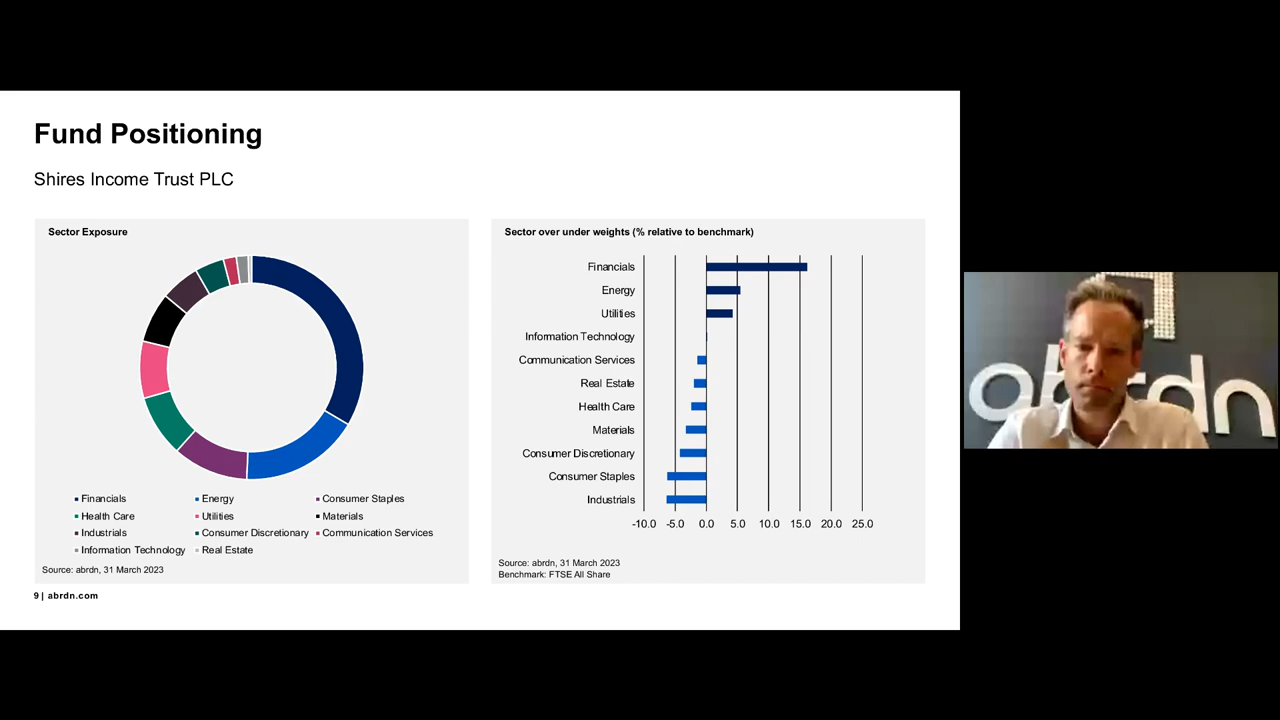 Fund Positioning
Shires Income Trust PLC
Sector Exposure
Financials
Energy
Consumer Staples
Health Care
Utilities
Materials
Industrials
Consumer Discretionary
Communication Services
Information Technology
Real Estate
Source: abrdn, 31 March 2023
Sector over under weights (% relative to benchmark)
Financials
Energy
Utilities
Information Technology
Communication Services
Real Estate
Health Care
Materials
Consumer Discretionary
Consumer Staples
Industrials
-10.0 -5.0 0.0 5.0 10.0 15.0 20.0 25.0
Source: abrdn, 31 March 2023
Benchmark: FTSE All Share
9 | abrdn.com
abrdn